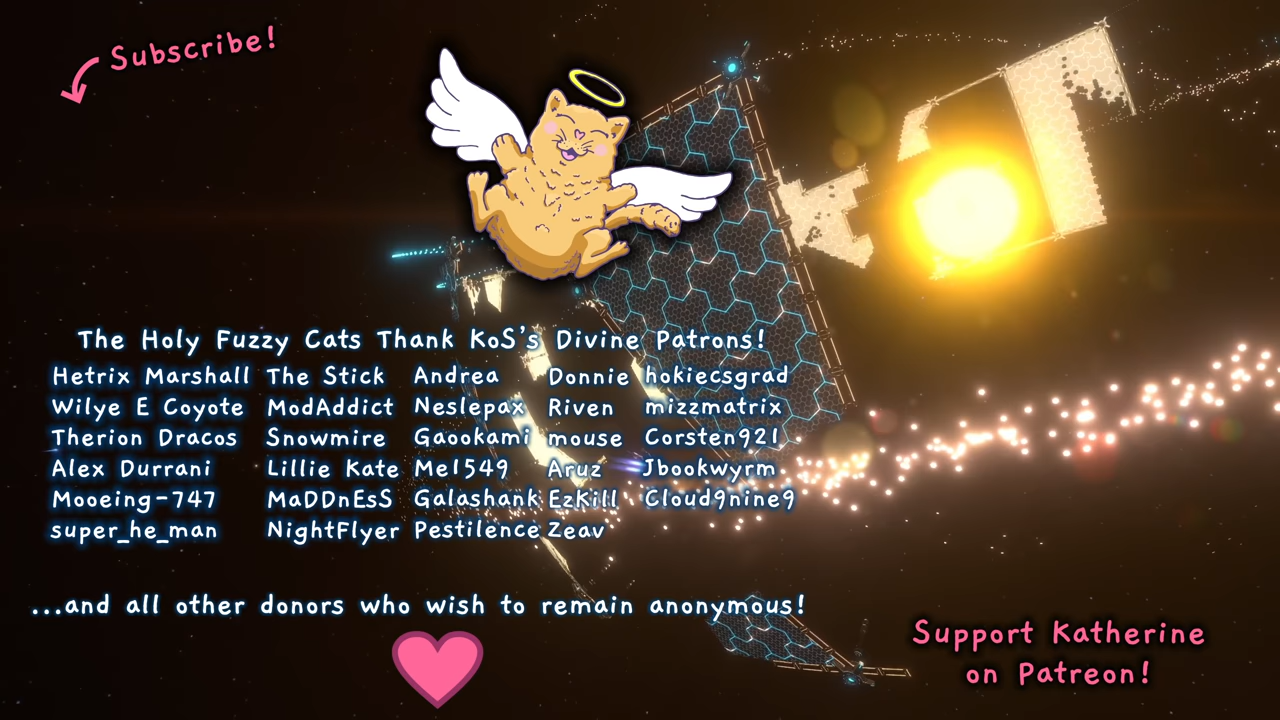 Subscribe!
The Holy Fuzzy Cats Thank KoS's Divine Patrons!
Hetrix Marshall The Stick Andrea Donnie hokiecsgrad
Wilye E Coyote ModAddict Neslepax Riven mizzmatrix
Therion Dracos Snowmire Gaookami mouse Corsten921
Alex Durrani Lillie Kate Me1549 Aruz Jbookwyrm
Mooeing-747 MaDDnEsS Galashank EzKill Cloud9nine9
super_he_man NightFlyer Pestilence Zeav
...and all other donors who wish to remain anonymous!
Support Katherine
on Patreon!